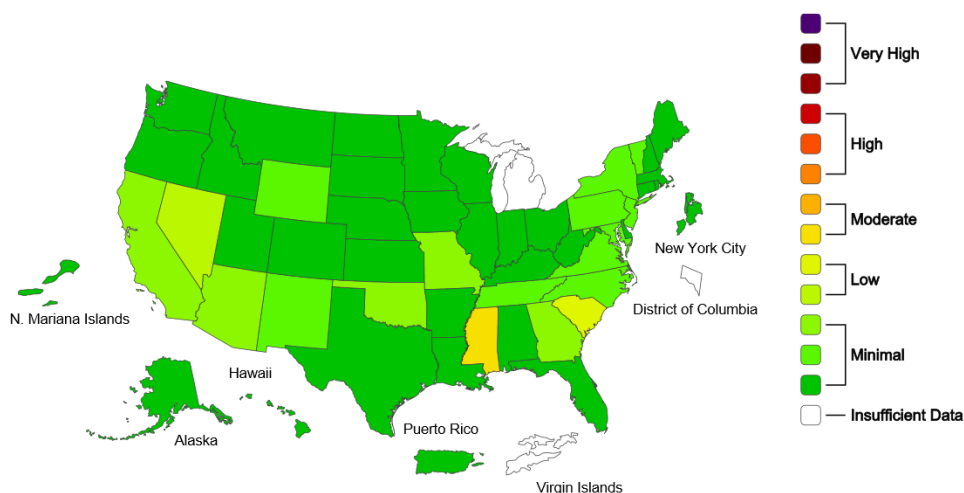 Very High
High
Moderate
Low
Minimal
Insufficient Data
New York City
District of Columbia
N. Mariana Islands
Hawaii
Alaska
Puerto Rico
Virgin Islands